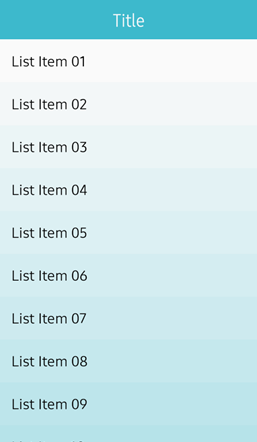 Title
List Item 01
List Item 02
List Item 03
List Item 04
List Item 05
List Item 06
List Item 07
List Item 08
List Item 09